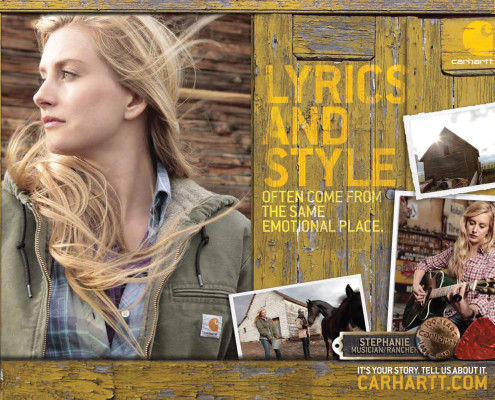 carhartt
LYRICS
AND
STYLE
OFTEN COME FROM
THE SAME
EMOTIONAL PLACE.
carhartt
STEPHANIE
MUSICIAN/RANCHER
IT'S YOUR STORY. TELL US ABOUT IT.
CARHARTT.COM